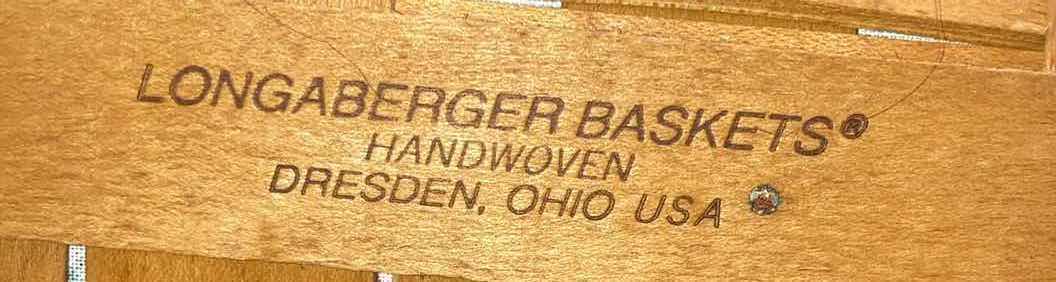 LONGABERGER BASKETS®
HANDWOVEN
DRESDEN, OHIO USA